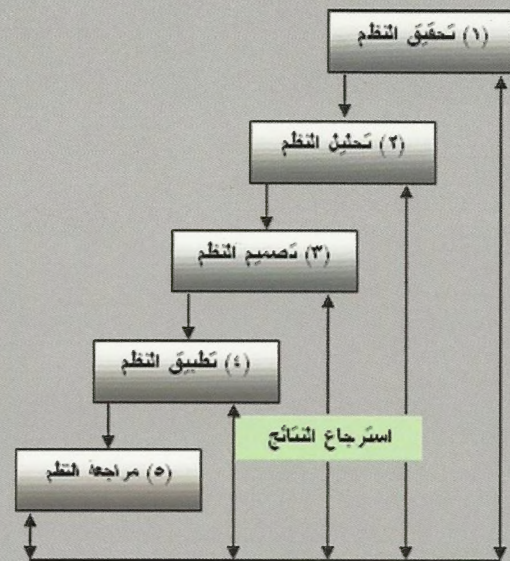 (١) تحقيق النظم
(٢) تحليل النظم
(٣) تصميم النظم
(٤) تطبيق النظم
استرجاع النتائج
(٥) مراجعة النظم